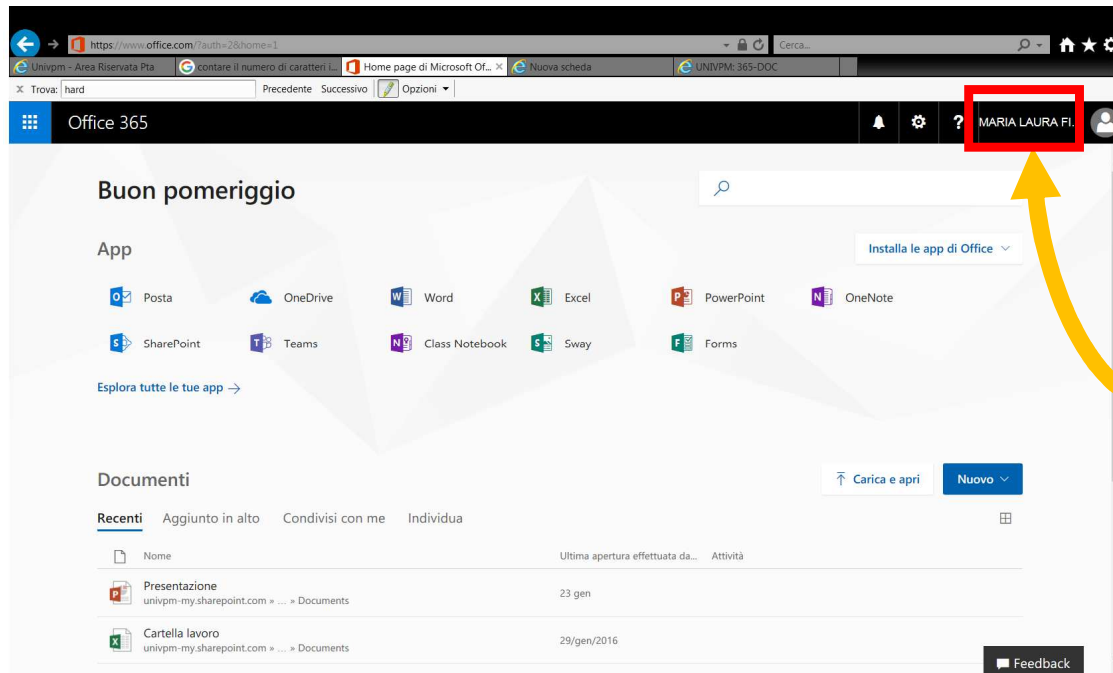 https://www.office.com/?auth=2&home=1 Cerca...
Univpm - Area Riservata Pta contare il numero di caratteri i... Home page di Microsoft Of... × Nuova scheda UNIVPM: 365-DOC
x Trova: hard Precedente Successivo Opzioni
Office 365 ? MARIA LAURA FI.
Buon pomeriggio
App Installa le app di Office
Posta OneDrive Word Excel PowerPoint OneNote
SharePoint Teams Class Notebook Sway Forms
Esplora tutte le tue app →
Documenti Carica e apri Nuovo
Recenti Aggiunto in alto Condivisi con me Individua
Nome Ultima apertura effettuata da... Attività
Presentazione
univpm-my.sharepoint.com » ... » Documents 23 gen
Cartella lavoro
univpm-my.sharepoint.com » ... » Documents 29/gen/2016
Feedback